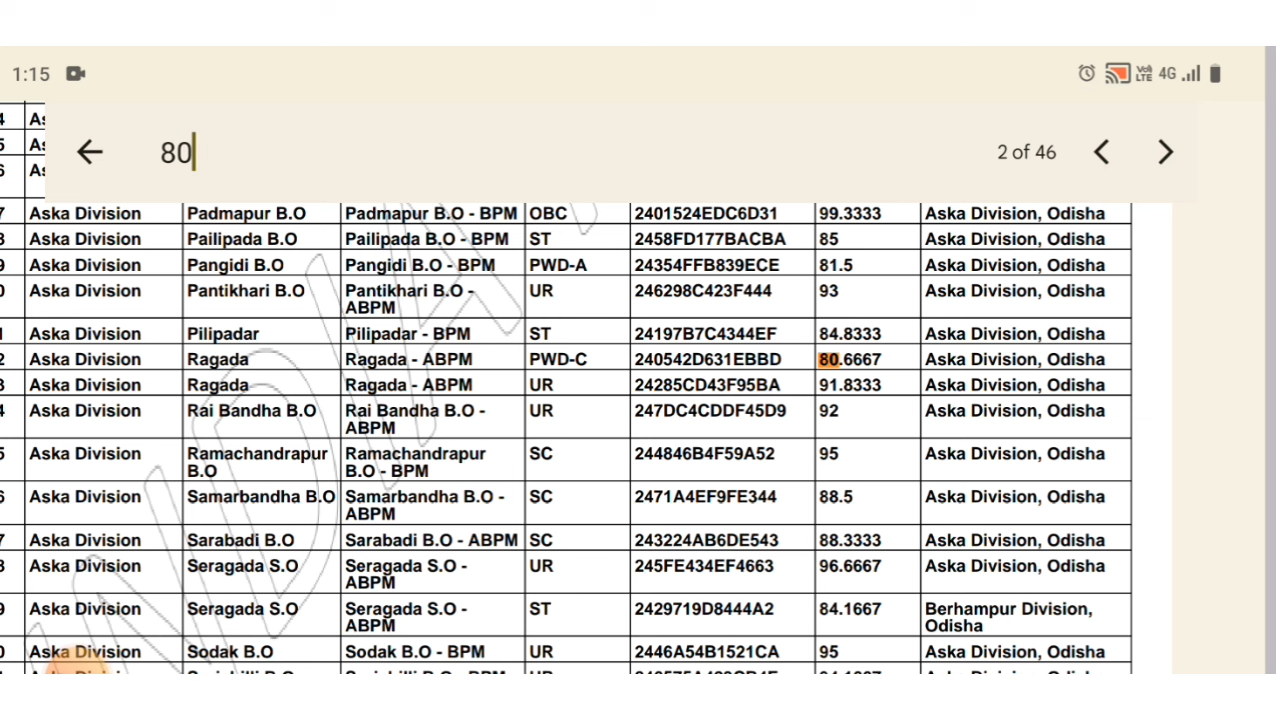 1:15 VoD LTE 4G
80 2 of 46
Aska Division Padmapur B.O Padmapur B.O - BPM OBC 2401524EDC6D31 99.3333 Aska Division, Odisha
Aska Division Pailipada B.O Pailipada B.O - BPM ST 2458FD177BACBA 85 Aska Division, Odisha
Aska Division Pangidi B.O Pangidi B.O - BPM PWD-A 24354FFB839ECE 81.5 Aska Division, Odisha
Aska Division Pantikhari B.O Pantikhari B.O - UR 246298C423F444 93 Aska Division, Odisha
ABPM
Aska Division Pilipadar Pilipadar - BPM ST 24197B7C4344EF 84.8333 Aska Division, Odisha
Aska Division Ragada Ragada - ABPM PWD-C 240542D631EBBD 80.6667 Aska Division, Odisha
Aska Division Ragada Ragada - ABPM UR 24285CD43F95BA 91.8333 Aska Division, Odisha
Aska Division Rai Bandha B.O Rai Bandha B.O - UR 247DC4CDDF45D9 92 Aska Division, Odisha
ABPM
Aska Division Ramachandrapur Ramachandrapur SC 244846B4F59A52 95 Aska Division, Odisha
B.O B.O - BPM
Aska Division Samarbandha B.O Samarbandha B.O - SC 2471A4EF9FE344 88.5 Aska Division, Odisha
ABPM
Aska Division Sarabadi B.O Sarabadi B.O - ABPM SC 243224AB6DE543 88.3333 Aska Division, Odisha
Aska Division Seragada S.O Seragada S.O - UR 245FE434EF4663 96.6667 Aska Division, Odisha
ABPM
Aska Division Seragada S.O Seragada S.O - ST 2429719D8444A2 84.1667 Berhampur Division,
ABPM Odisha
Aska Division Sodak B.O Sodak B.O - BPM UR 2446A54B1521CA 95 Aska Division, Odisha